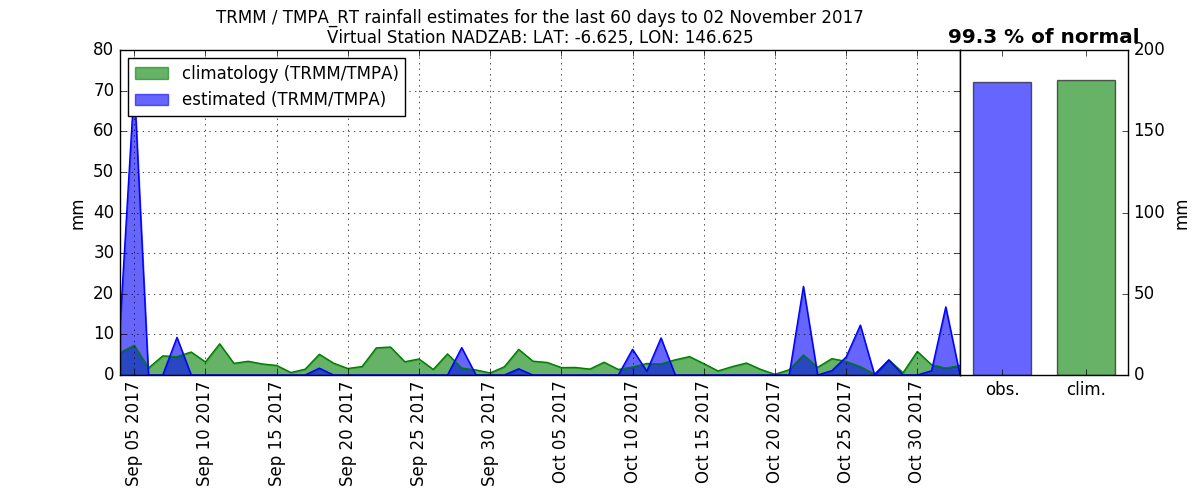 TRMM / TMPA_RT rainfall estimates for the last 60 days to 02 November 2017
Virtual Station NADZAB: LAT: -6.625, LON: 146.625
99.3 % of normal
climatology (TRMM/TMPA)
estimated (TRMM/TMPA)
80
70
60
50
40
30
20
10
0
mm
200
150
100
50
0
mm
Sep 05 2017
Sep 10 2017
Sep 15 2017
Sep 20 2017
Sep 25 2017
Sep 30 2017
Oct 05 2017
Oct 10 2017
Oct 15 2017
Oct 20 2017
Oct 25 2017
Oct 30 2017
obs.
clim.